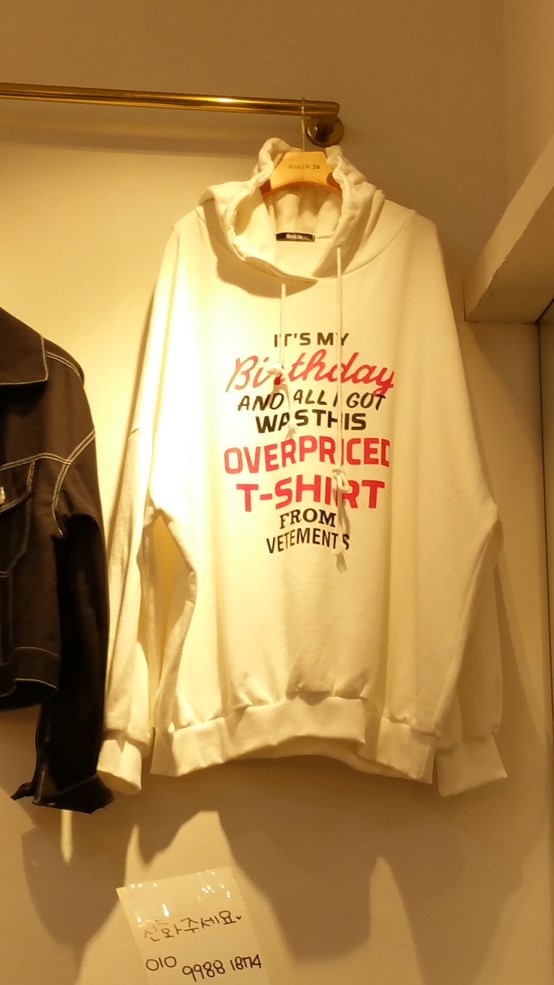 IT'S MY
Birthday
AND ALL I GOT
WAS THIS
OVERPRICED
T-SHIRT
FROM
VETEMENTS
전화주세요
010
9988 1874